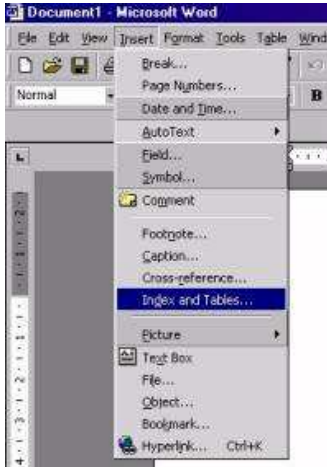 Document1 - Microsoft Word
File Edit View Insert Format Tools Table Wind
Normal B
Break...
Page Numbers...
Date and Time...
AutoText
Field...
Symbol...
Comment
Footnote...
Caption...
Cross-reference...
Index and Tables...
Picture
Text Box
File...
Object...
Bookmark...
Hyperlink... Ctrl+K